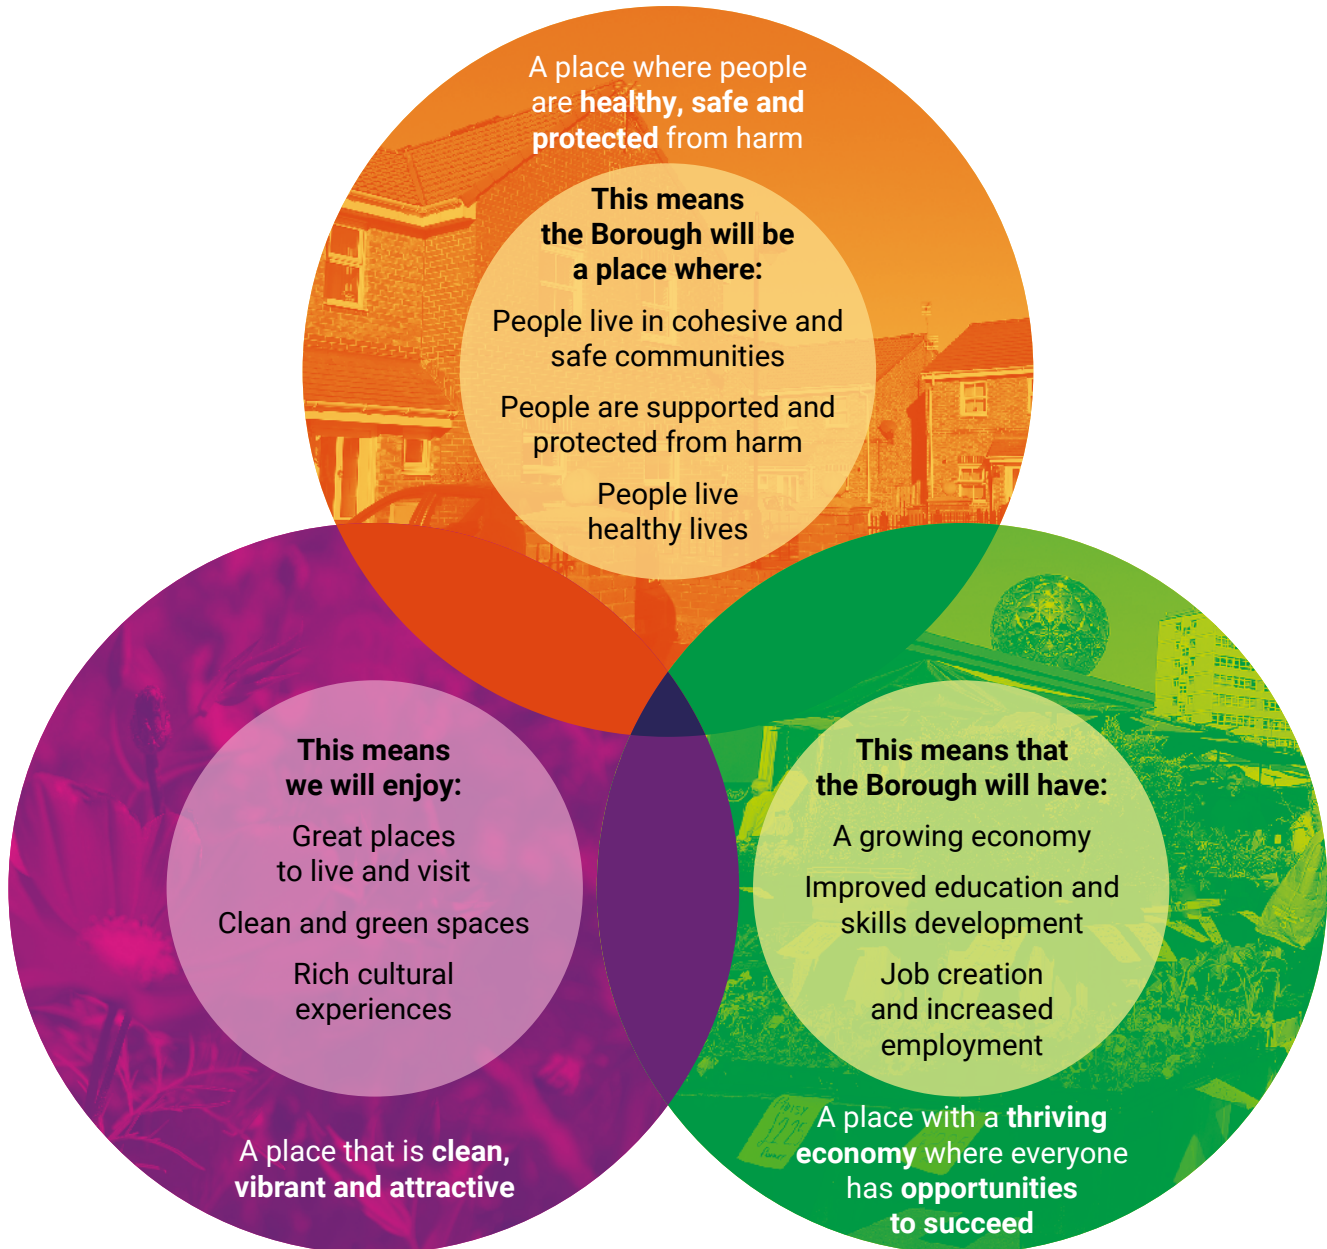 A place where people
are healthy, safe and
protected from harm
This means
the Borough will be
a place where:
People live in cohesive and
safe communities
People are supported and
protected from harm
People live
healthy lives
This means
we will enjoy:
Great places
to live and visit
Clean and green spaces
Rich cultural
experiences
A place that is clean,
vibrant and attractive
This means that
the Borough will have:
A growing economy
Improved education and
skills development
Job creation
and increased
employment
A place with a thriving
economy where everyone
has opportunities
to succeed